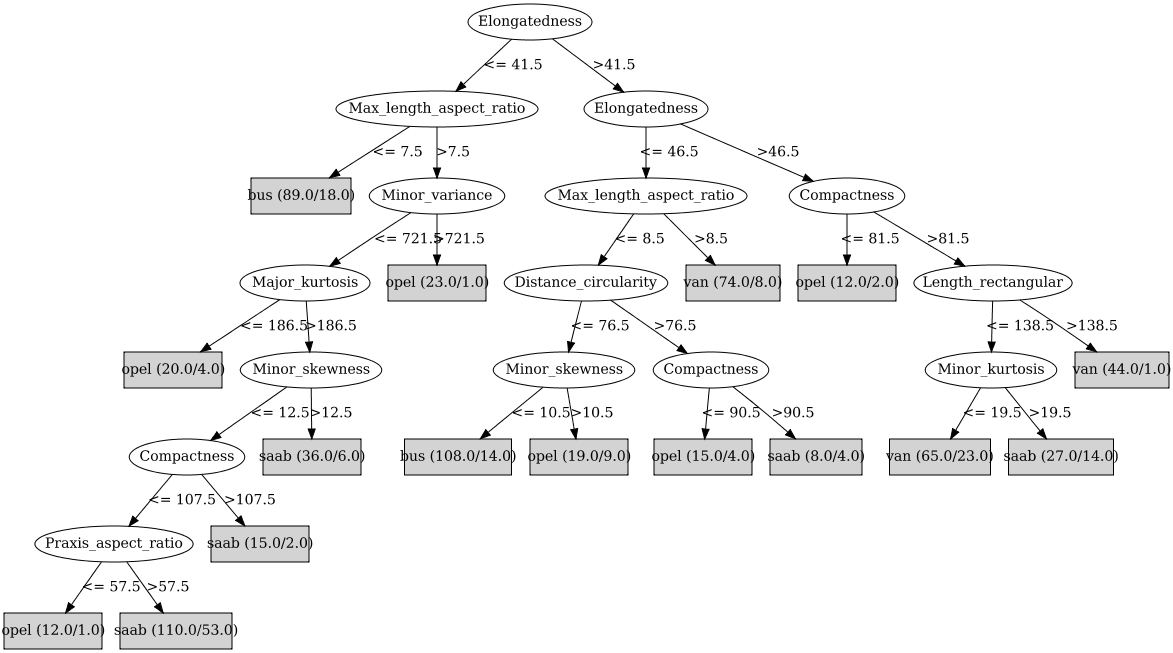 Elongatedness
<= 41.5
>41.5
Max_length_aspect_ratio
Elongatedness
<= 7.5
>7.5
<= 46.5
>46.5
bus (89.0/18.0)
Minor_variance
Max_length_aspect_ratio
Compactness
<= 721.5
>721.5
<= 8.5
>8.5
<= 81.5
>81.5
Major_kurtosis
opel (23.0/1.0)
Distance_circularity
van (74.0/8.0)
opel (12.0/2.0)
Length_rectangular
<= 186.5
>186.5
<= 76.5
>76.5
<= 138.5
>138.5
opel (20.0/4.0)
Minor_skewness
Minor_skewness
Compactness
Minor_kurtosis
van (44.0/1.0)
<= 12.5
>12.5
<= 10.5
>10.5
<= 90.5
>90.5
<= 19.5
>19.5
Compactness
saab (36.0/6.0)
bus (108.0/14.0)
opel (19.0/9.0)
opel (15.0/4.0)
saab (8.0/4.0)
van (65.0/23.0)
saab (27.0/14.0)
<= 107.5
>107.5
Praxis_aspect_ratio
saab (15.0/2.0)
<= 57.5
>57.5
opel (12.0/1.0)
saab (110.0/53.0)